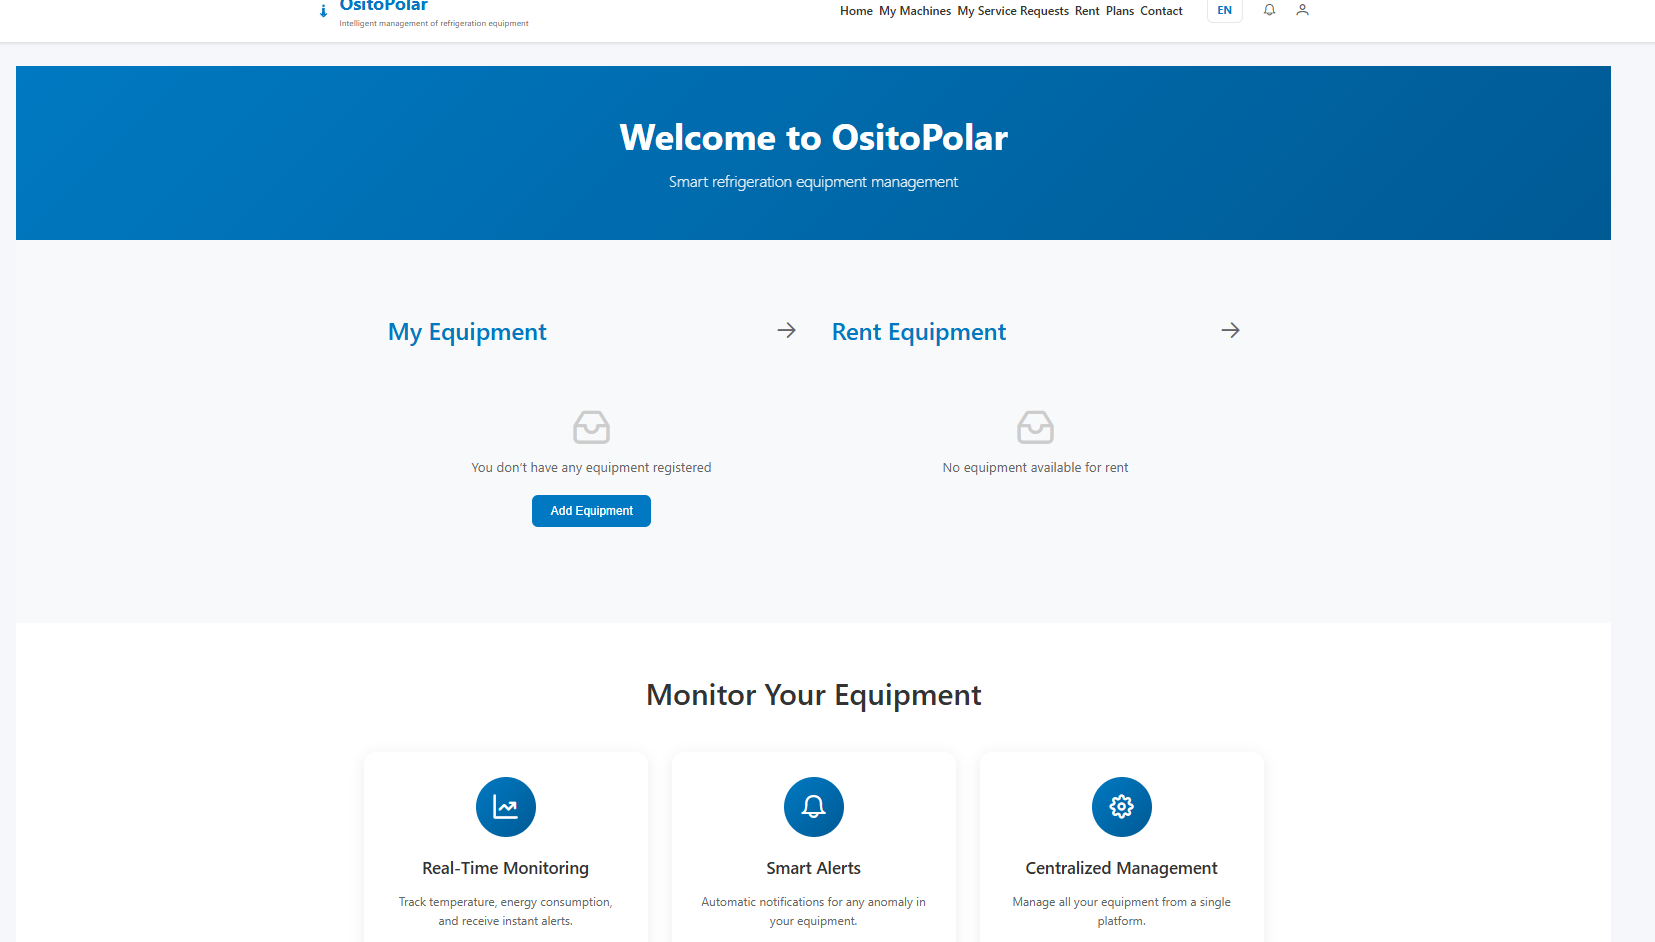 OsitoPolar
Intelligent management of refrigeration equipment
Home My Machines My Service Requests Rent Plans Contact
EN
Welcome to OsitoPolar
Smart refrigeration equipment management
My Equipment
Rent Equipment
You don't have any equipment registered
No equipment available for rent
Add Equipment
Monitor Your Equipment
Real-Time Monitoring
Track temperature, energy consumption,
and receive instant alerts.
Smart Alerts
Automatic notifications for any anomaly in
your equipment.
Centralized Management
Manage all your equipment from a single
platform.